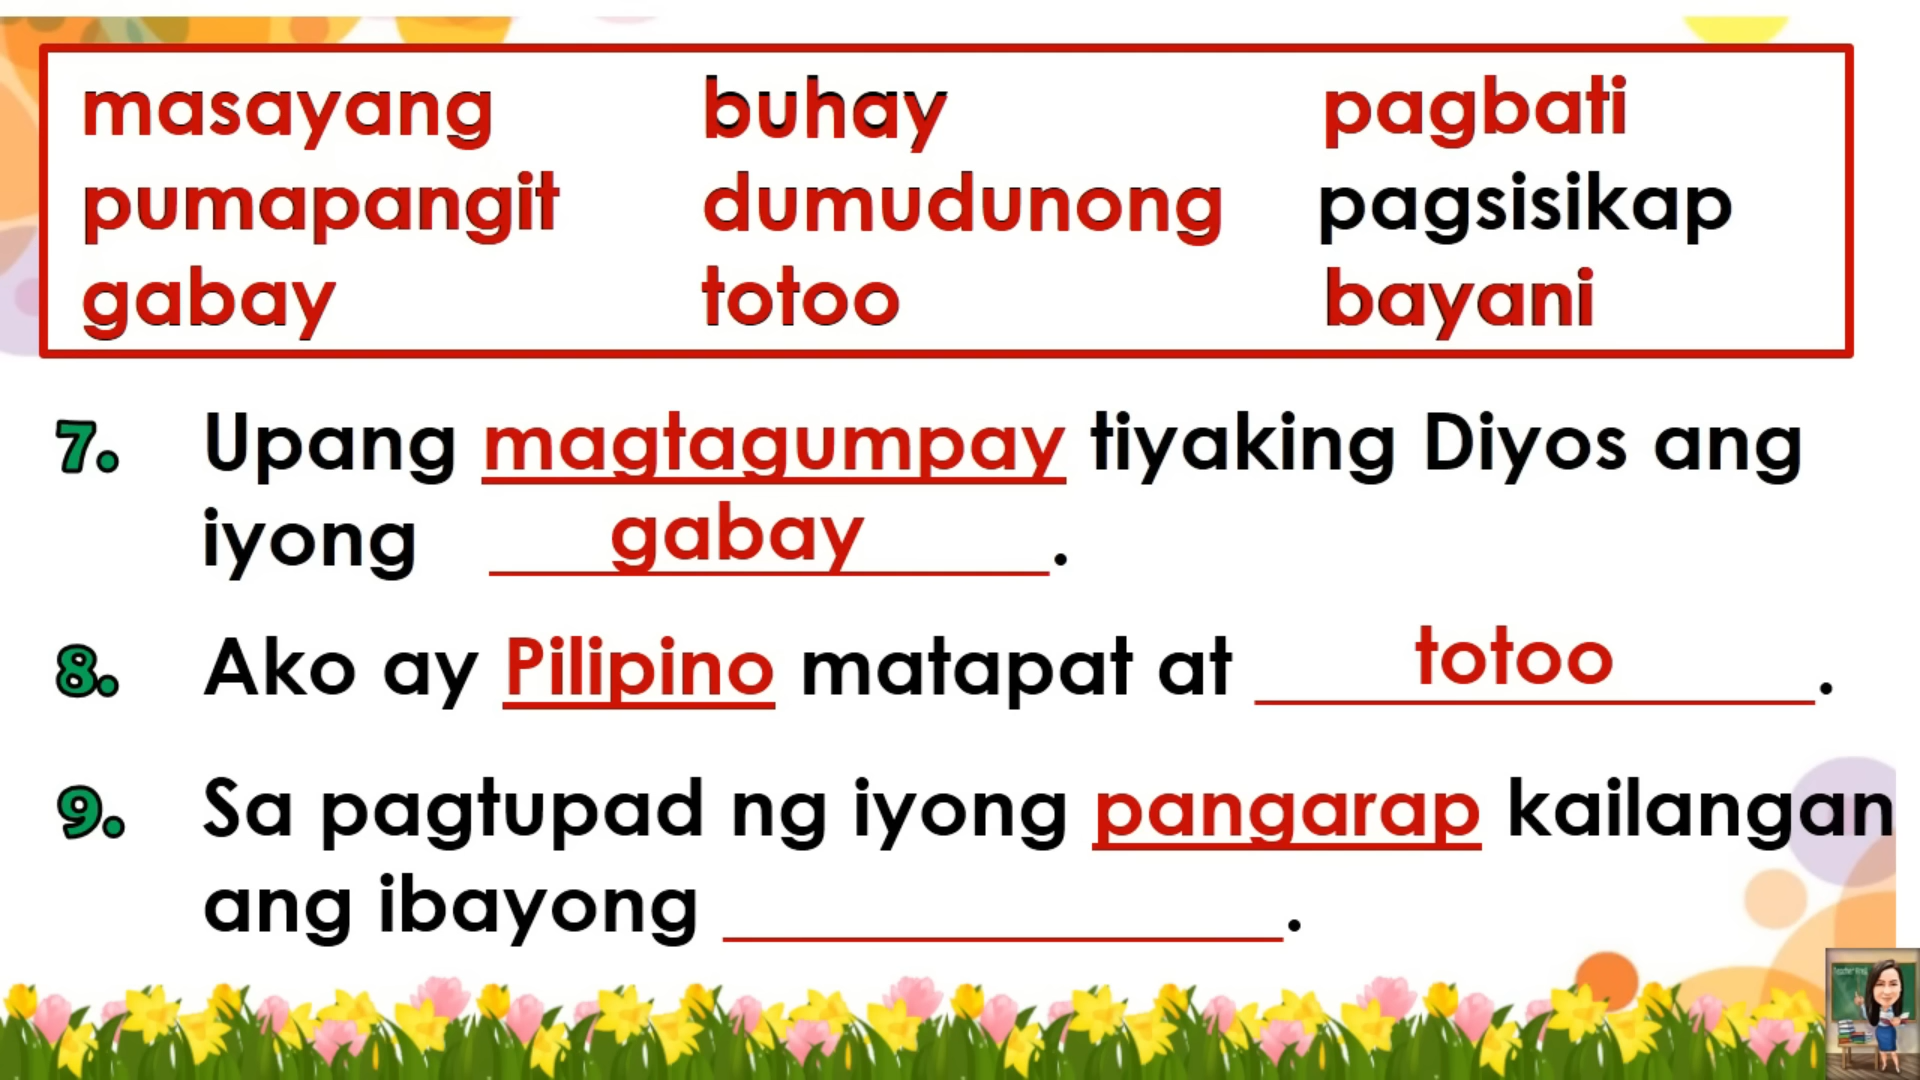 masayang buhay pagbati
pumapangit dumudunong pagsisikap
gabay totoo bayani
7. Upang magtagumpay tiyaking Diyos ang
iyong gabay.
8. Ako ay Pilipino matapat at totoo.
9. Sa pagtupad ng iyong pangarap kailangan
ang ibayong ______________.